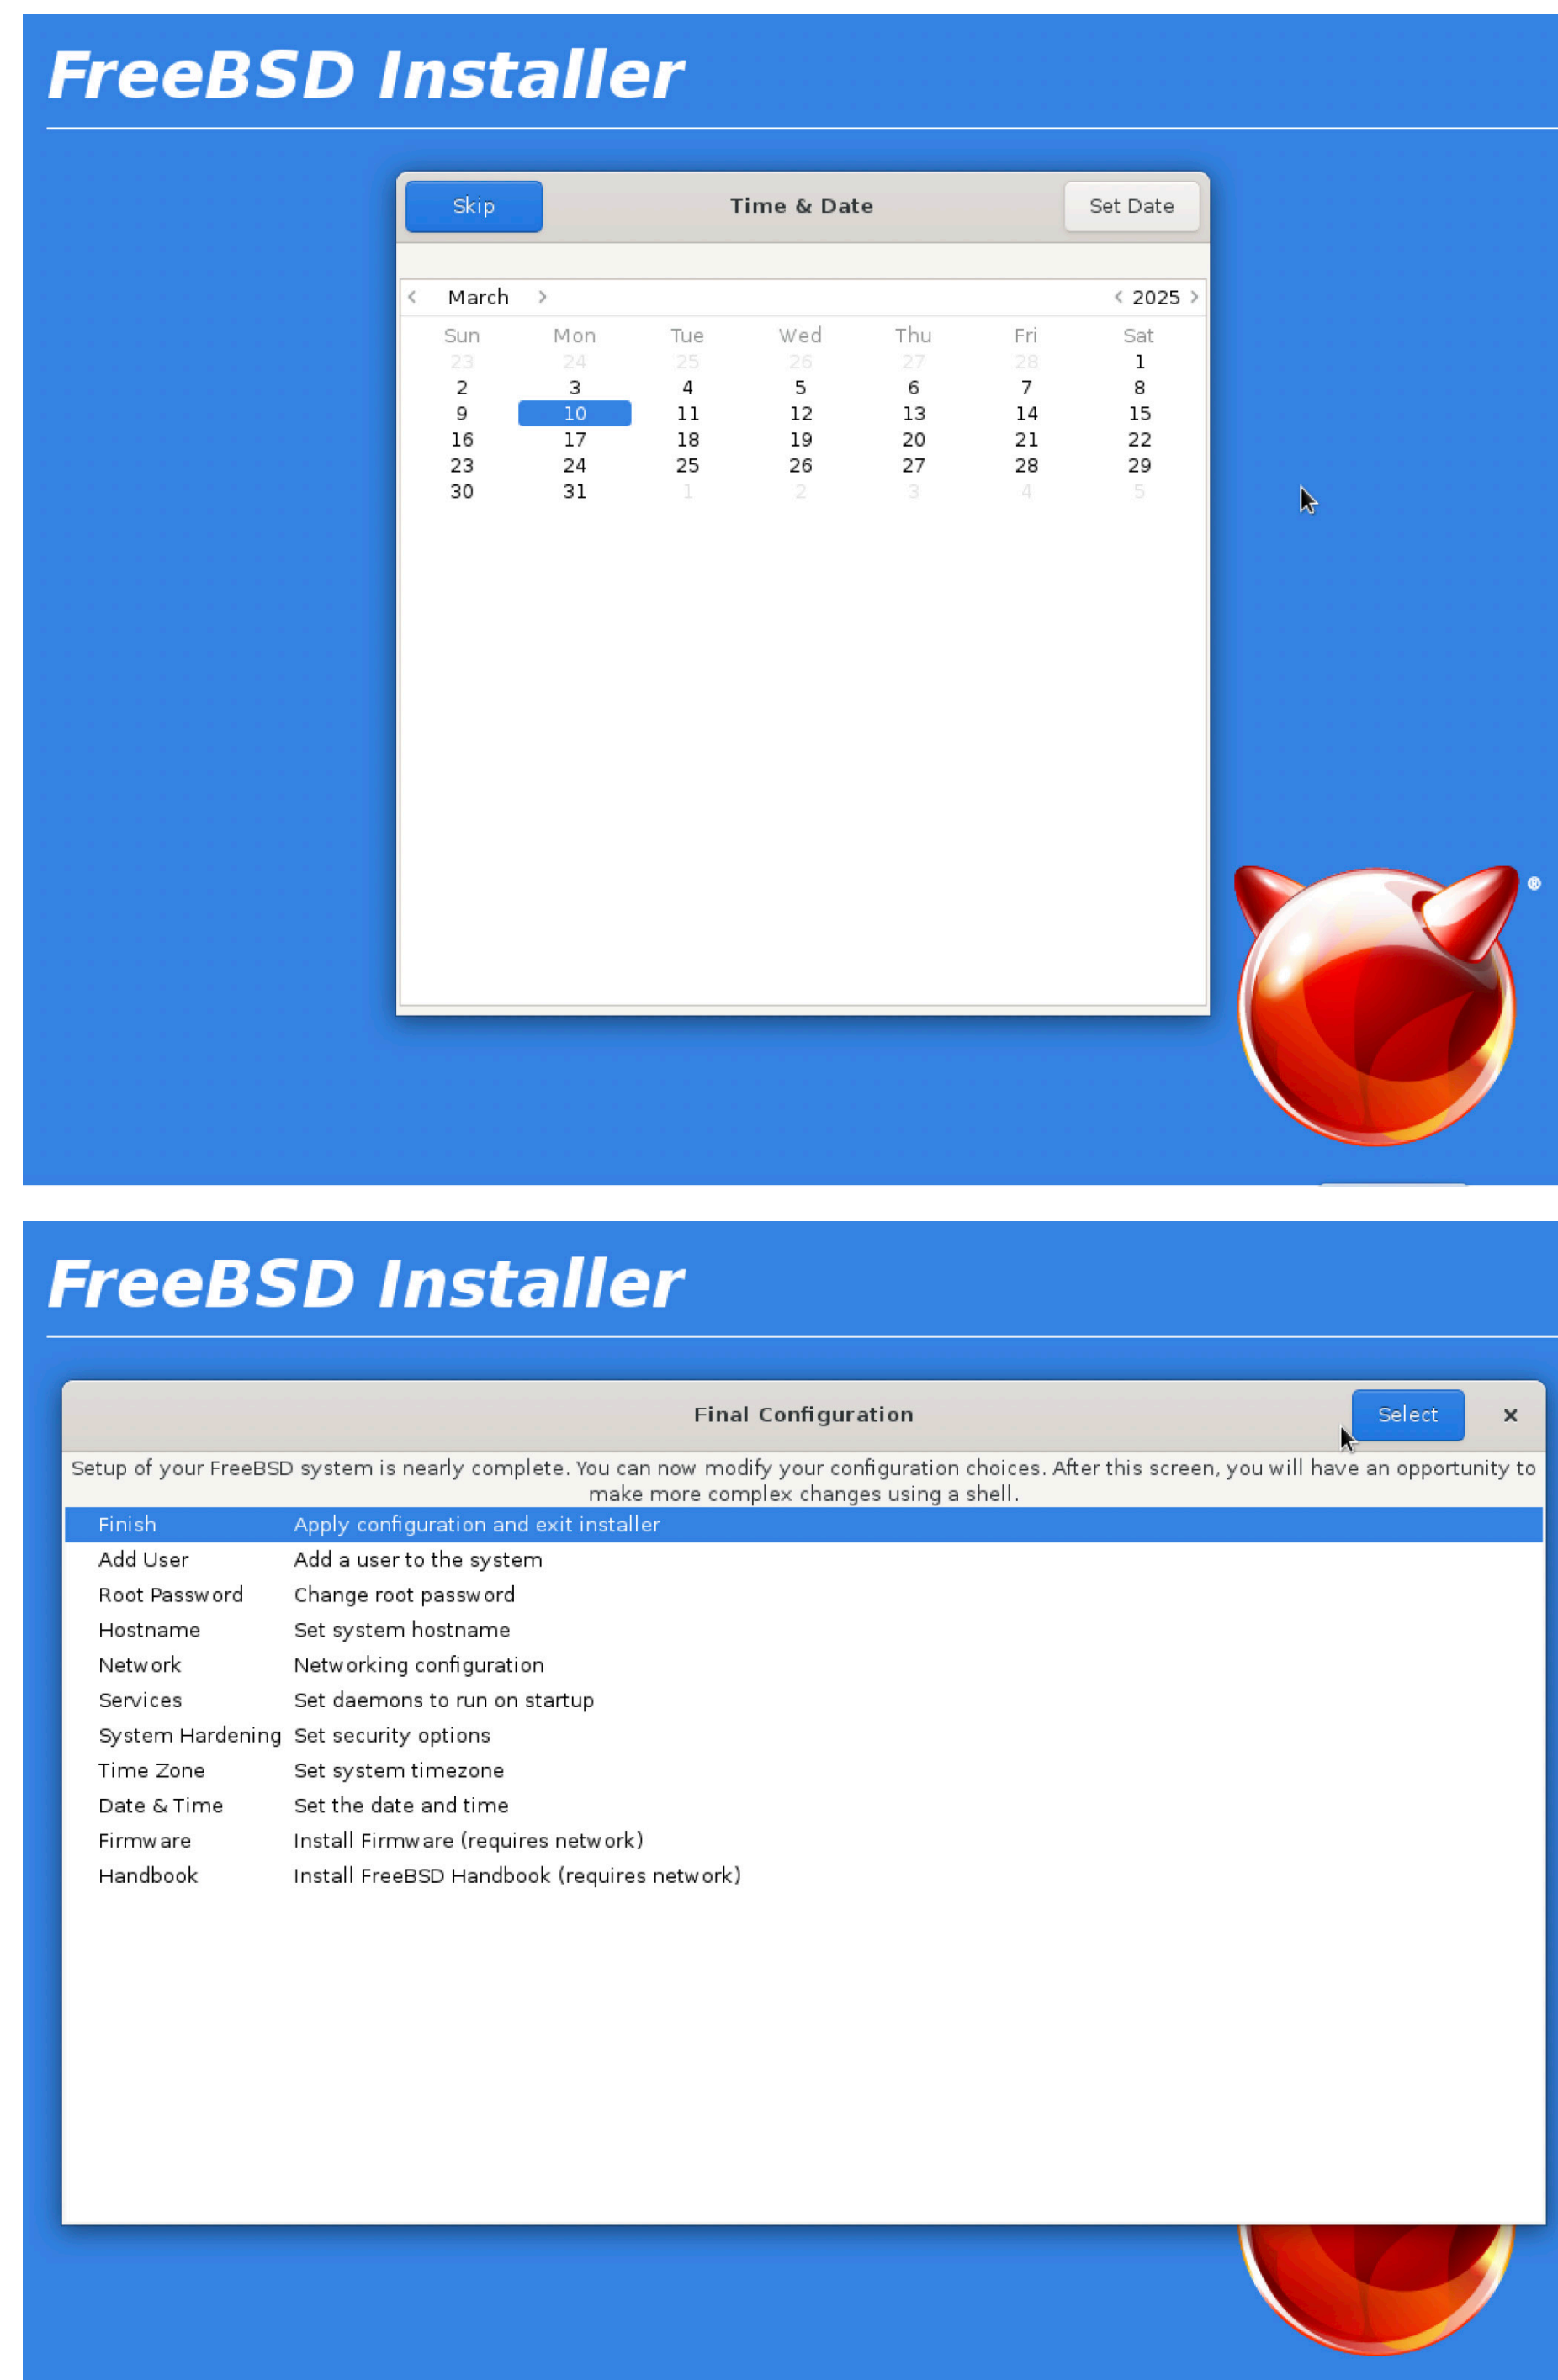 FreeBSD Installer
Skip Time & Date Set Date
< March > < 2025 >
Sun Mon Tue Wed Thu Fri Sat
23 24 25 26 27 28 1
2 3 4 5 6 7 8
9 10 11 12 13 14 15
16 17 18 19 20 21 22
23 24 25 26 27 28 29
30 31 1 2 3 4 5
®
FreeBSD Installer
Final Configuration Select ×
Setup of your FreeBSD system is nearly complete. You can now modify your configuration choices. After this screen, you will have an opportunity to
make more complex changes using a shell.
Finish Apply configuration and exit installer
Add User Add a user to the system
Root Password Change root password
Hostname Set system hostname
Network Networking configuration
Services Set daemons to run on startup
System Hardening Set security options
Time Zone Set system timezone
Date & Time Set the date and time
Firmware Install Firmware (requires network)
Handbook Install FreeBSD Handbook (requires network)